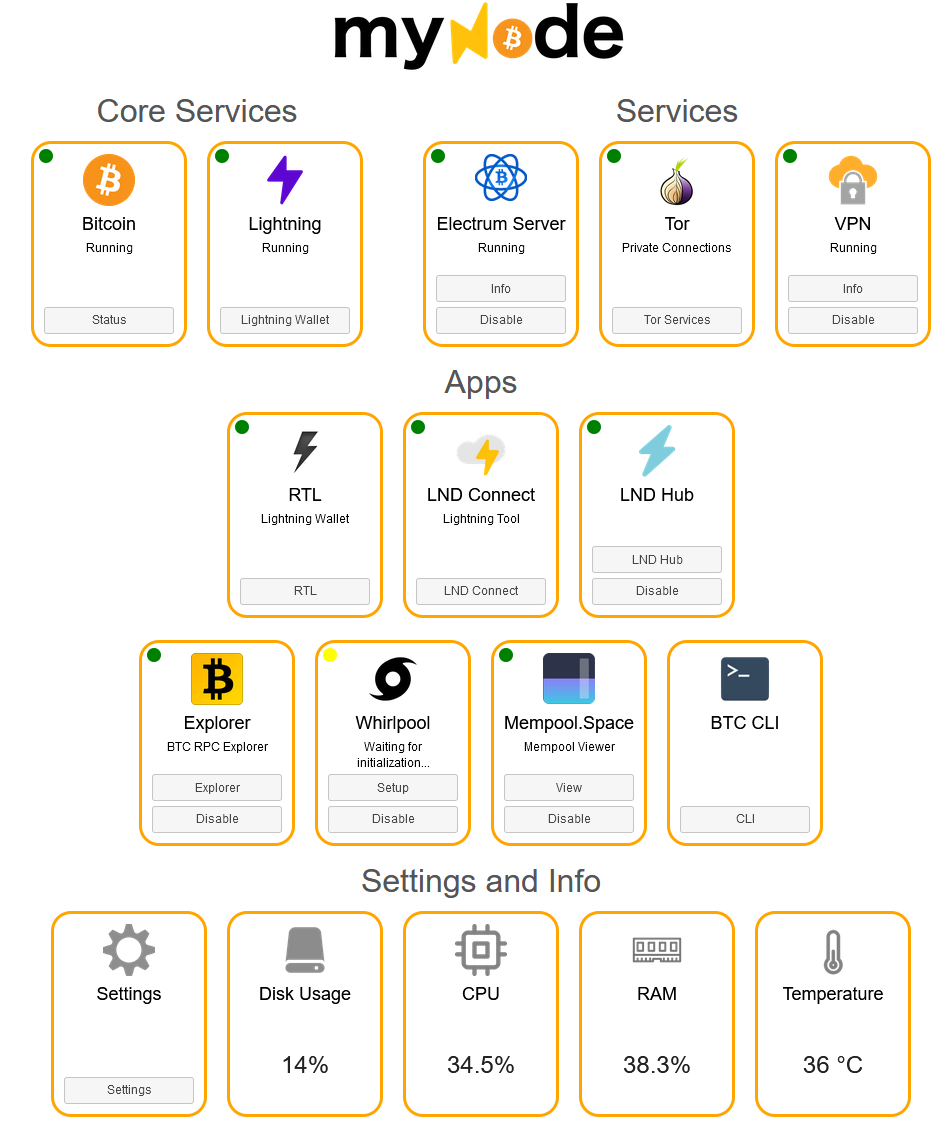 myNode
Core Services
Services
Bitcoin
Running
Status
Lightning
Running
Lightning Wallet
Electrum Server
Running
Info
Disable
Tor
Private Connections
Tor Services
VPN
Running
Info
Disable
Apps
RTL
Lightning Wallet
RTL
LND Connect
Lightning Tool
LND Connect
LND Hub
LND Hub
Disable
Explorer
BTC RPC Explorer
Explorer
Disable
Whirlpool
Waiting for
initialization...
Setup
Disable
Mempool.Space
Mempool Viewer
View
Disable
BTC CLI
CLI
Settings and Info
Settings
Settings
Disk Usage
14%
CPU
34.5%
RAM
38.3%
Temperature
36 °C